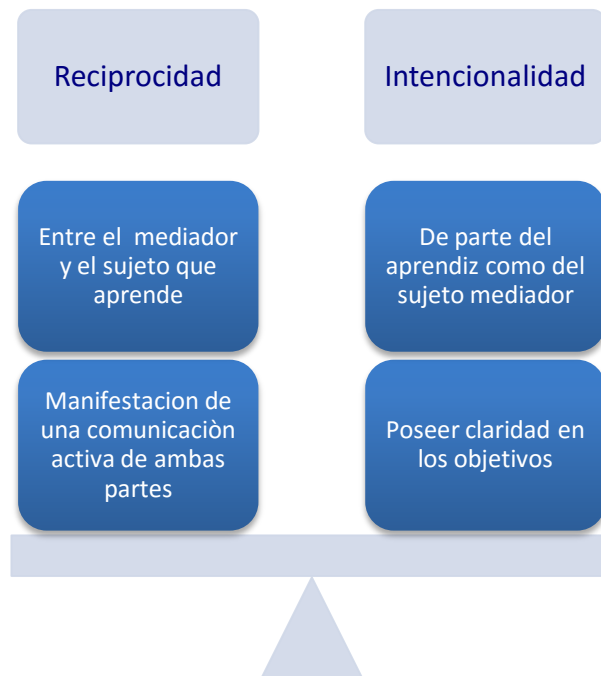 Reciprocidad
Intencionalidad
Entre el mediador
y el sujeto que
aprende
De parte del
aprendiz como del
sujeto mediador
Manifestacion de
una comunicaciòn
activa de ambas
partes
Poseer claridad en
los objetivos